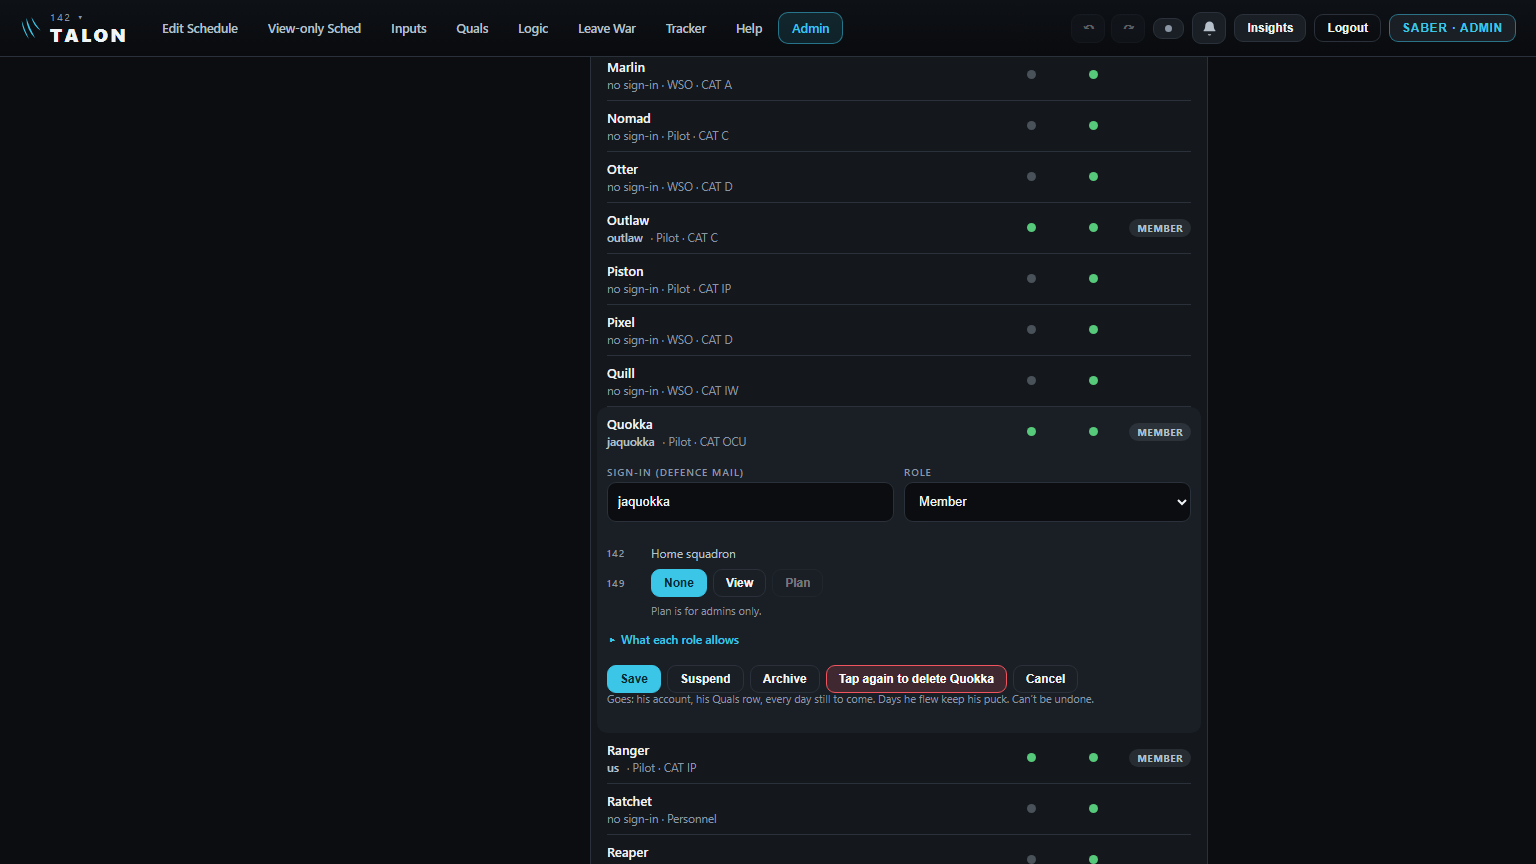 142 ▾
TALON
Edit Schedule
View-only Sched
Inputs
Quals
Logic
Leave War
Tracker
Help
Admin
Insights
Logout
SABER · ADMIN
Marlin
no sign-in · WSO · CAT A
Nomad
no sign-in · Pilot · CAT C
Otter
no sign-in · WSO · CAT D
Outlaw
outlaw · Pilot · CAT C
MEMBER
Piston
no sign-in · Pilot · CAT IP
Pixel
no sign-in · WSO · CAT D
Quill
no sign-in · WSO · CAT IW
Quokka
jaquokka · Pilot · CAT OCU
MEMBER
SIGN-IN (DEFENCE MAIL)
ROLE
jaquokka
Member
142 Home squadron
149 None View Plan
Plan is for admins only.
▸ What each role allows
Save Suspend Archive Tap again to delete Quokka Cancel
Goes: his account, his Quals row, every day still to come. Days he flew keep his puck. Can't be undone.
Ranger
us · Pilot · CAT IP
MEMBER
Ratchet
no sign-in · Personnel
Reaper